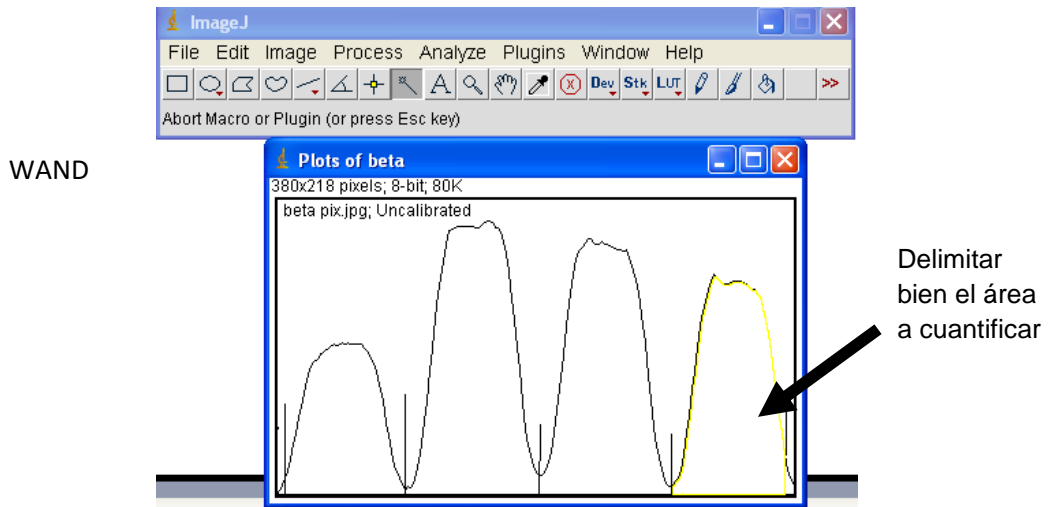 ImageJ
File Edit Image Process Analyze Plugins Window Help
A Dev Stk LUT >>
Abort Macro or Plugin (or press Esc key)
WAND
Plots of beta
380x218 pixels; 8-bit; 80K
beta pix.jpg; Uncalibrated
Delimitar
bien el área
a cuantificar